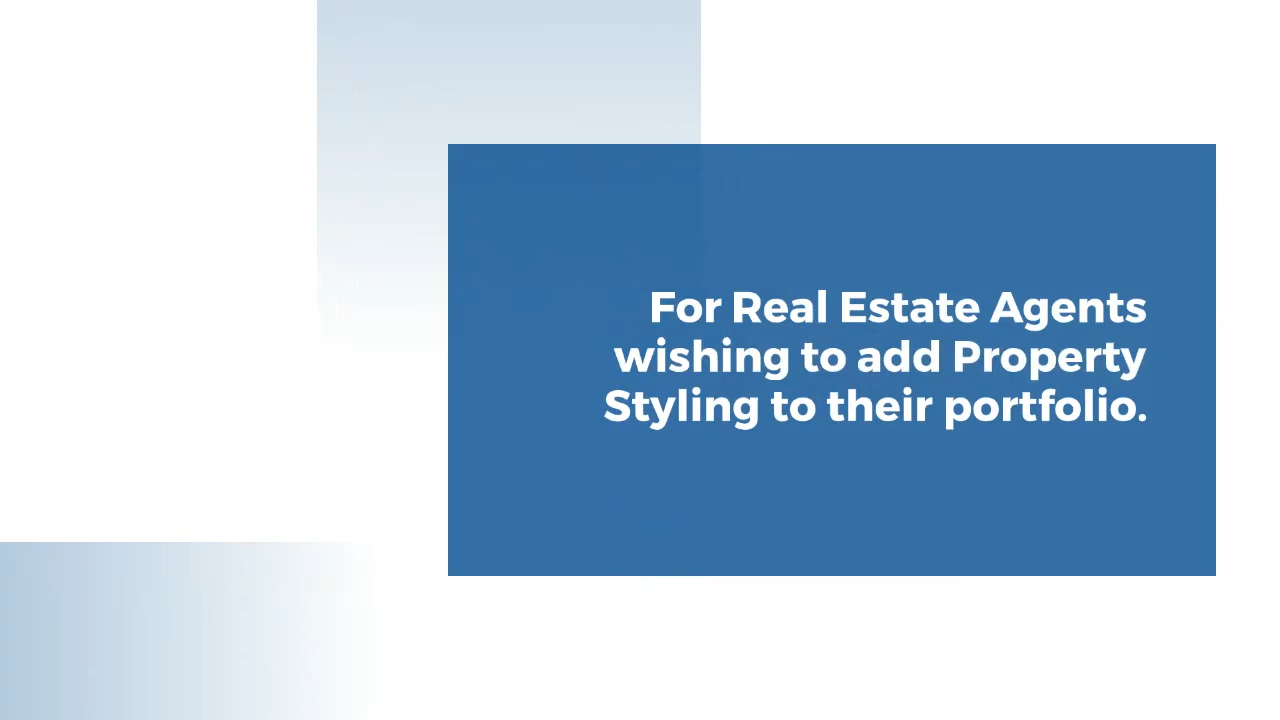 For Real Estate Agents
wishing to add Property
Styling to their portfolio.